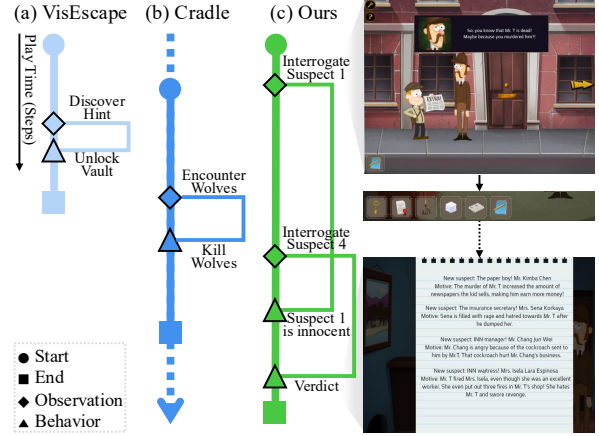 (a) VisEscape
(b) Cradle
(c) Ours
Play Time (Steps)
Discover
Hint
Unlock
Vault
Encounter
Wolves
Kill
Wolves
Interrogate
Suspect 1
Interrogate
Suspect 4
Suspect 1
is innocent
Verdict
Start
End
Observation
Behavior
So, you know that Mr. T is dead!
Maybe because you murdered him?!
EXTRA!
New suspect: The paper boy! Mr. Kimba Chen
Motive: The murder of Mr. T increased the amount of
newspapers the kid sells, making him earn more money!
New suspect: The insurance secretary! Mrs. Sena Korkaya
Motive: Sena is filled with rage and hatred towards Mr. T after
he dumped her.
New suspect: INN manager! Mr. Chang Jun Wei
Motive: Mr. Chang is angry because of the cockroach sent to
him by Mr.T. That cockroach hurt Mr. Chang's business.
New suspect: INN waitress! Mrs. Isela Lara Espinosa
Motive: Mr. T fired Mrs. Isela, even though she was an excellent
worker. She even put out three fires in Mr. T's shop! She hates
Mr. T and swore revenge.